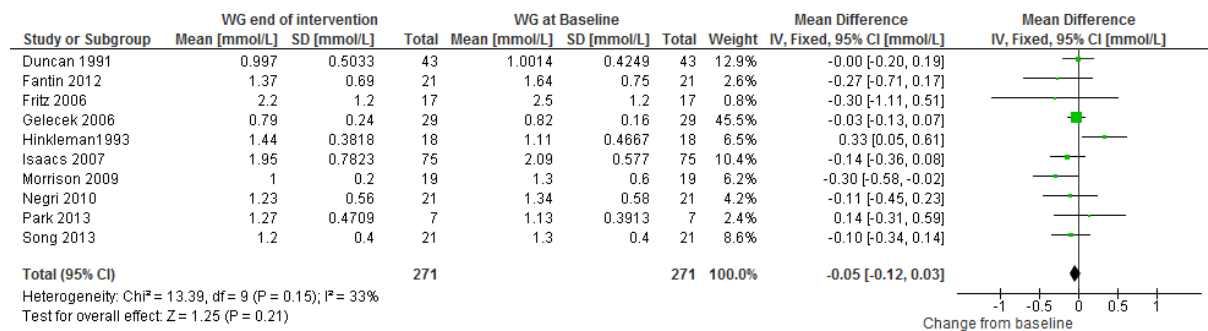 WG end of intervention WG at Baseline Mean Difference Mean Difference
Study or Subgroup Mean [mmol/L] SD [mmol/L] Total Mean [mmol/L] SD [mmol/L] Total Weight IV, Fixed, 95% CI [mmol/L] IV, Fixed, 95% CI [mmol/L]
Duncan 1991 0.997 0.5033 43 1.0014 0.4249 43 12.9% -0.00 [-0.20, 0.19]
Fantin 2012 1.37 0.69 21 1.64 0.75 21 2.6% -0.27 [-0.71, 0.17]
Fritz 2006 2.2 1.2 17 2.5 1.2 17 0.8% -0.30 [-1.11, 0.51]
Gelecek 2006 0.79 0.24 29 0.82 0.16 29 45.5% -0.03 [-0.13, 0.07]
Hinkleman1993 1.44 0.3818 18 1.11 0.4667 18 6.5% 0.33 [0.05, 0.61]
Isaacs 2007 1.95 0.7823 75 2.09 0.577 75 10.4% -0.14 [-0.36, 0.08]
Morrison 2009 1 0.2 19 1.3 0.6 19 6.2% -0.30 [-0.58, -0.02]
Negri 2010 1.23 0.56 21 1.34 0.58 21 4.2% -0.11 [-0.45, 0.23]
Park 2013 1.27 0.4709 7 1.13 0.3913 7 2.4% 0.14 [-0.31, 0.59]
Song 2013 1.2 0.4 21 1.3 0.4 21 8.6% -0.10 [-0.34, 0.14]
Total (95% CI) 271 271 100.0% -0.05 [-0.12, 0.03]
Heterogeneity: Chi² = 13.39, df = 9 (P = 0.15); I² = 33%
Test for overall effect: Z = 1.25 (P = 0.21)
-1 -0.5 0 0.5 1
Change from baseline